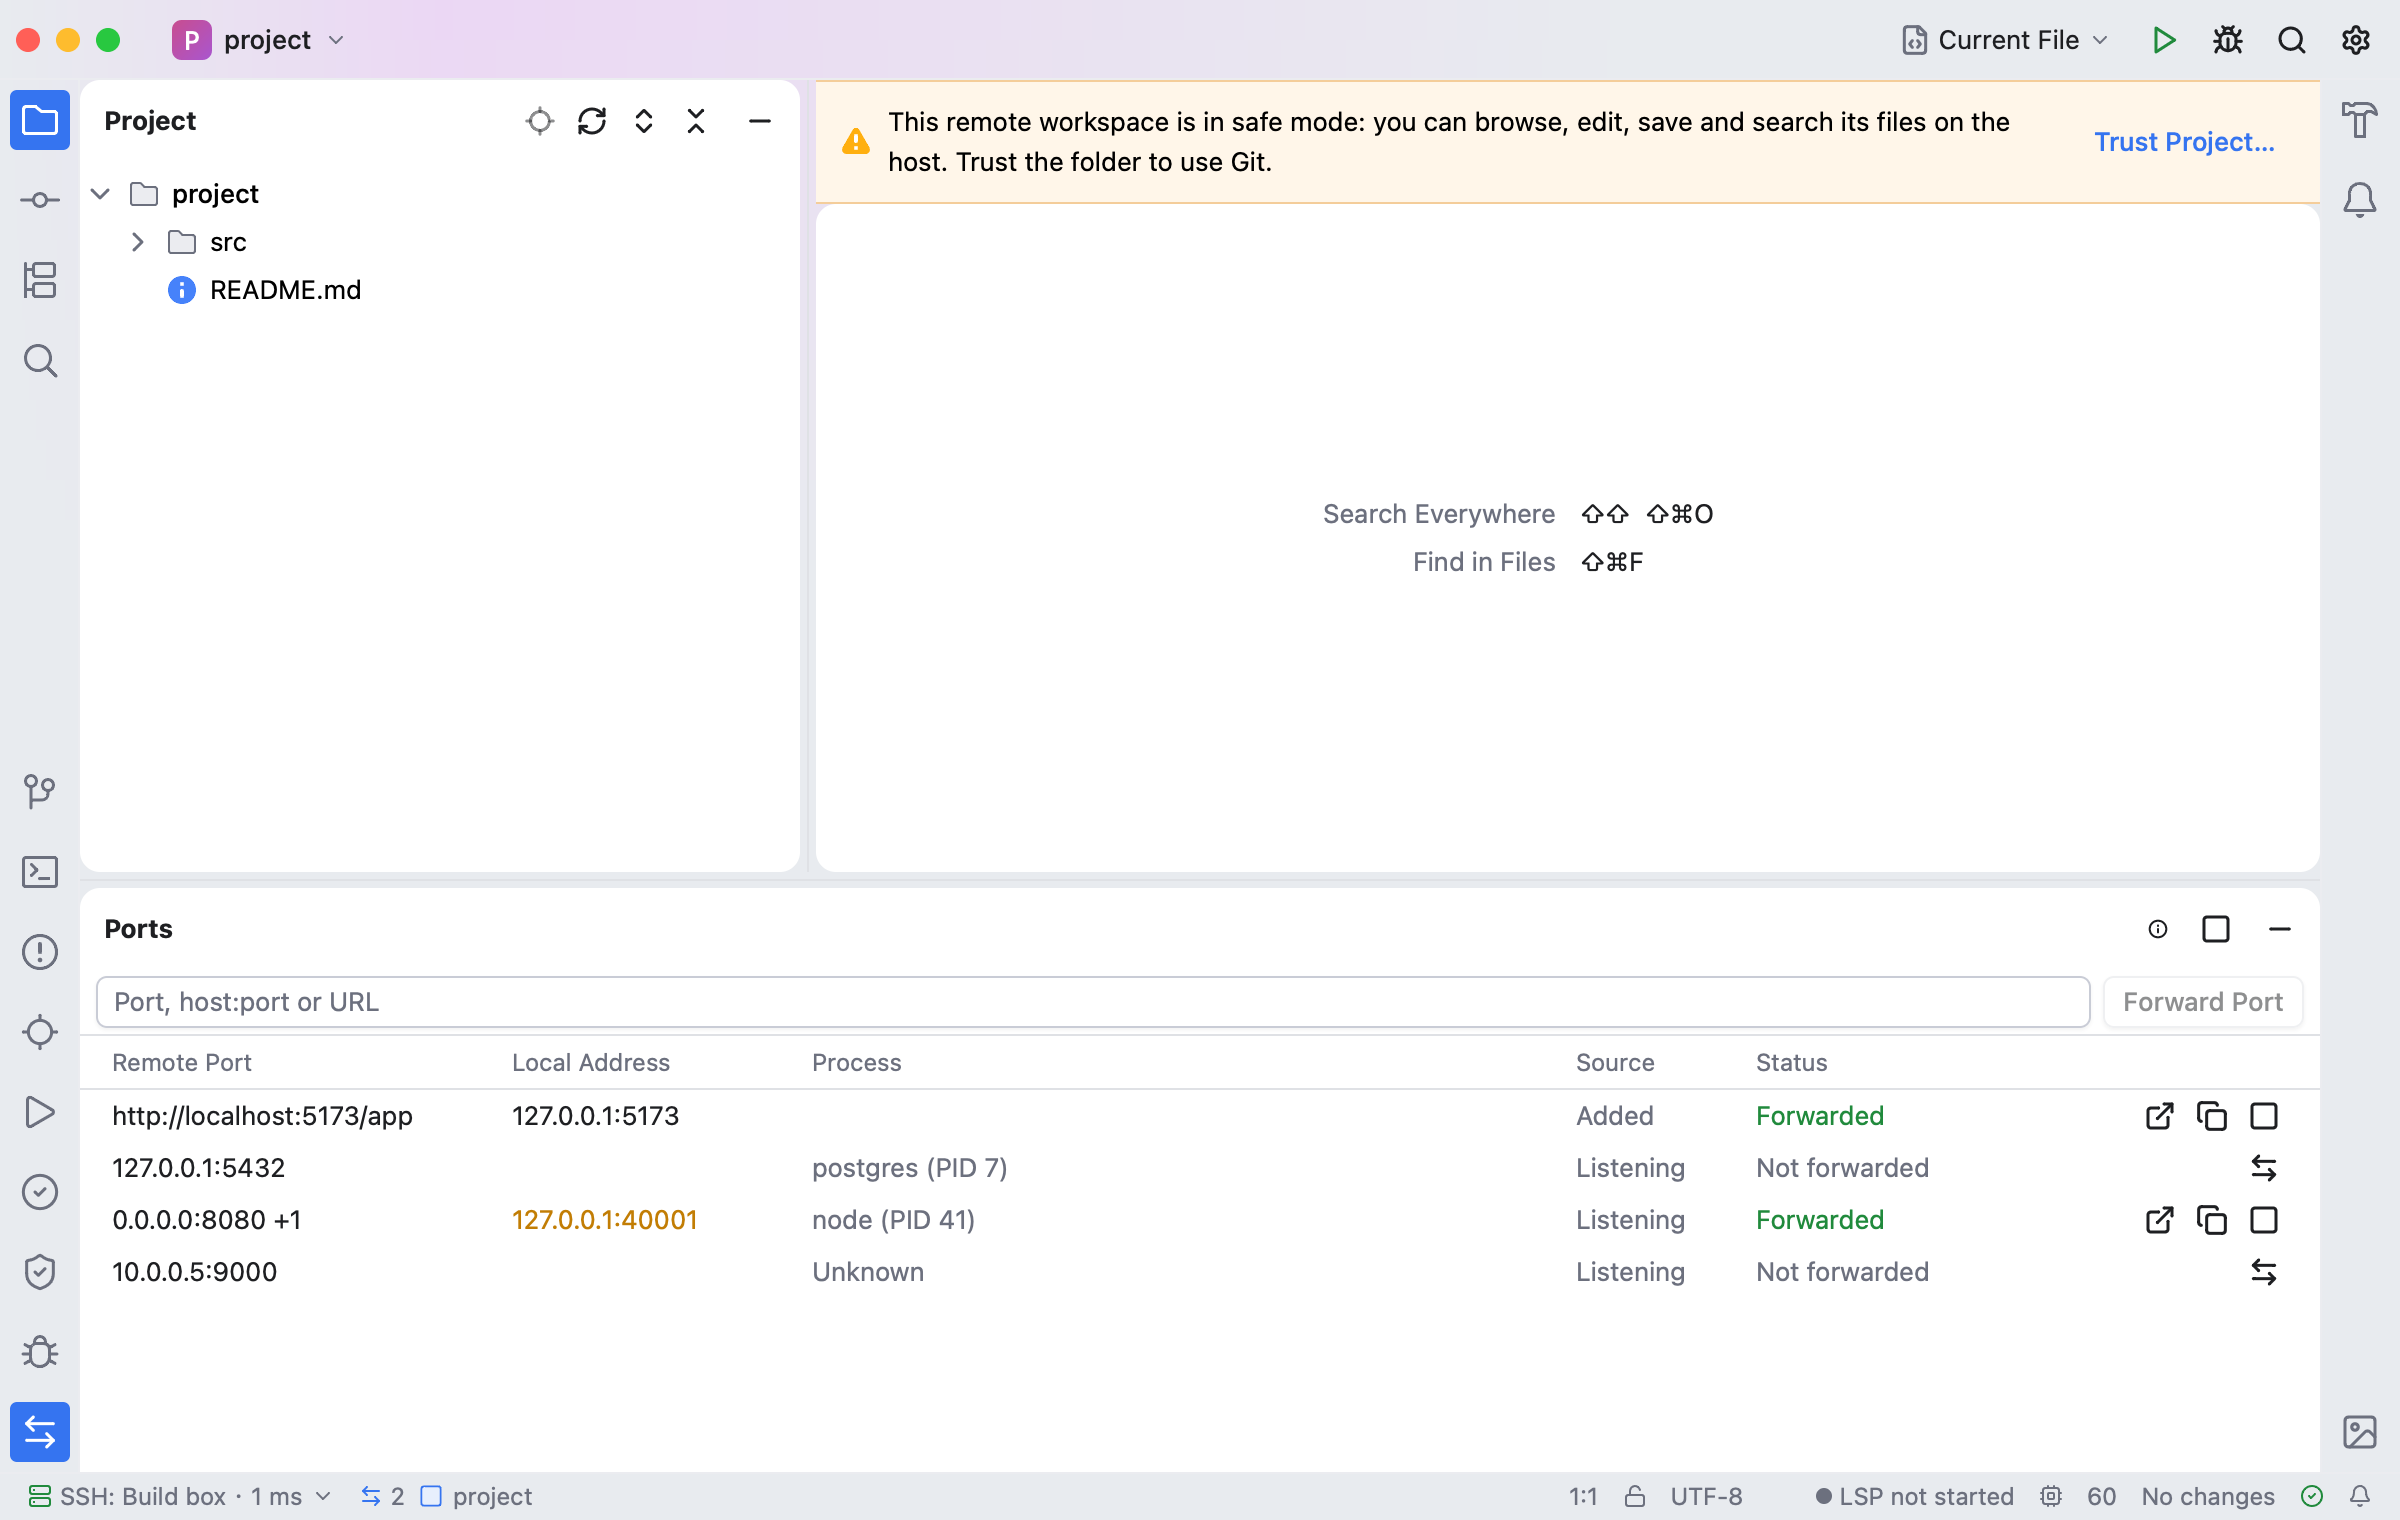 P project
Current File
Project
project
src
README.md
This remote workspace is in safe mode: you can browse, edit, save and search its files on the
host. Trust the folder to use Git.
Trust Project...
Search Everywhere ⇧⇧ ⇧⌘O
Find in Files ⇧⌘F
Ports
Port, host:port or URL
Forward Port
Remote Port Local Address Process Source Status
http://localhost:5173/app 127.0.0.1:5173 Added Forwarded
127.0.0.1:5432 postgres (PID 7) Listening Not forwarded
0.0.0.0:8080 +1 127.0.0.1:40001 node (PID 41) Listening Forwarded
10.0.0.5:9000 Unknown Listening Not forwarded
SSH: Build box · 1 ms 2 project 1:1 UTF-8 LSP not started 60 No changes